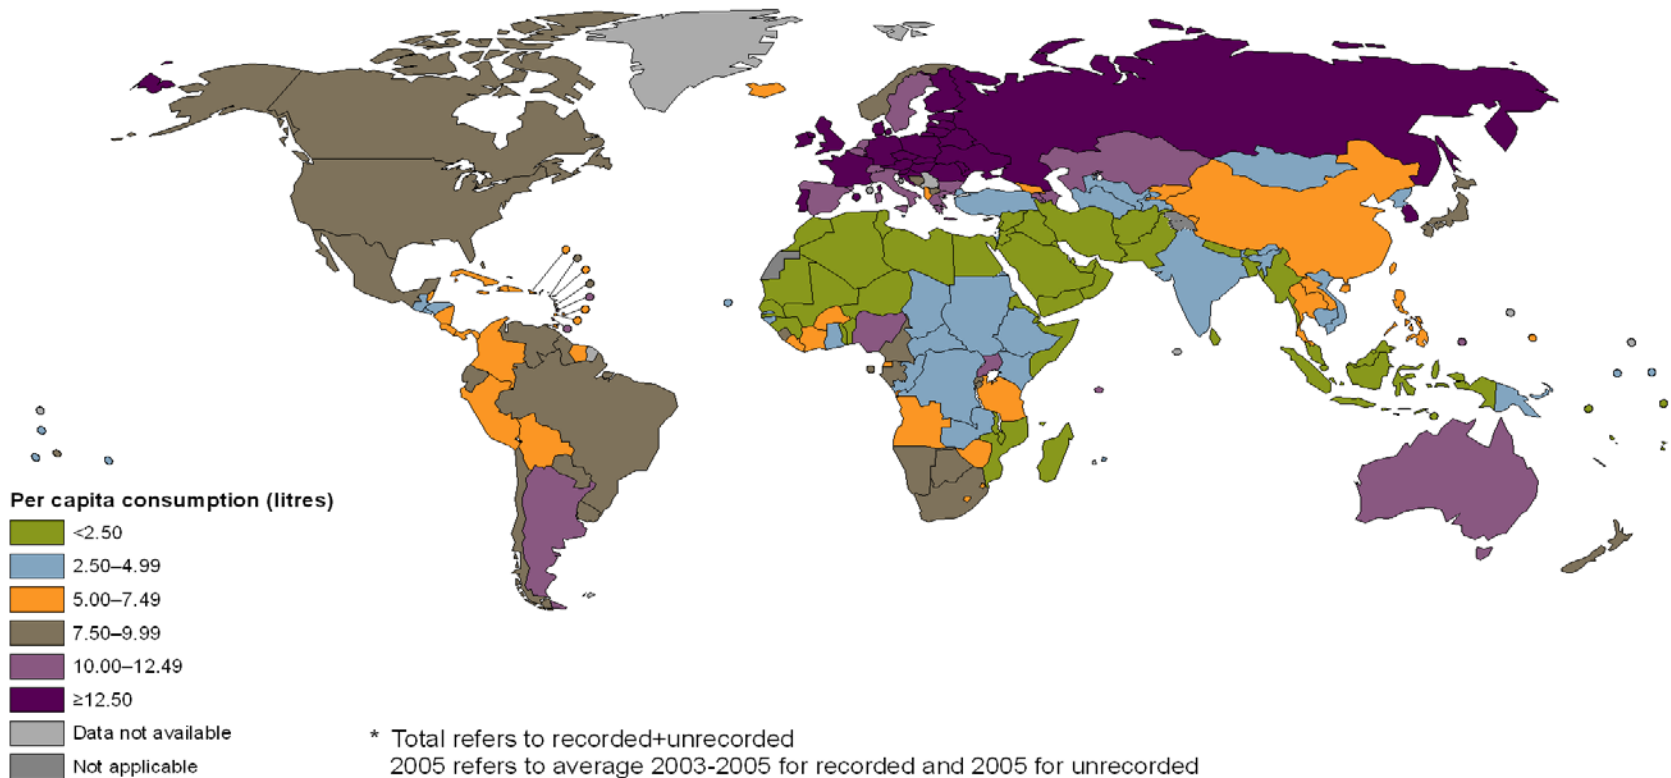 Per capita consumption (litres)
<2.50
2.50–4.99
5.00–7.49
7.50–9.99
10.00–12.49
≥12.50
Data not available
Not applicable
* Total refers to recorded+unrecorded
2005 refers to average 2003-2005 for recorded and 2005 for unrecorded